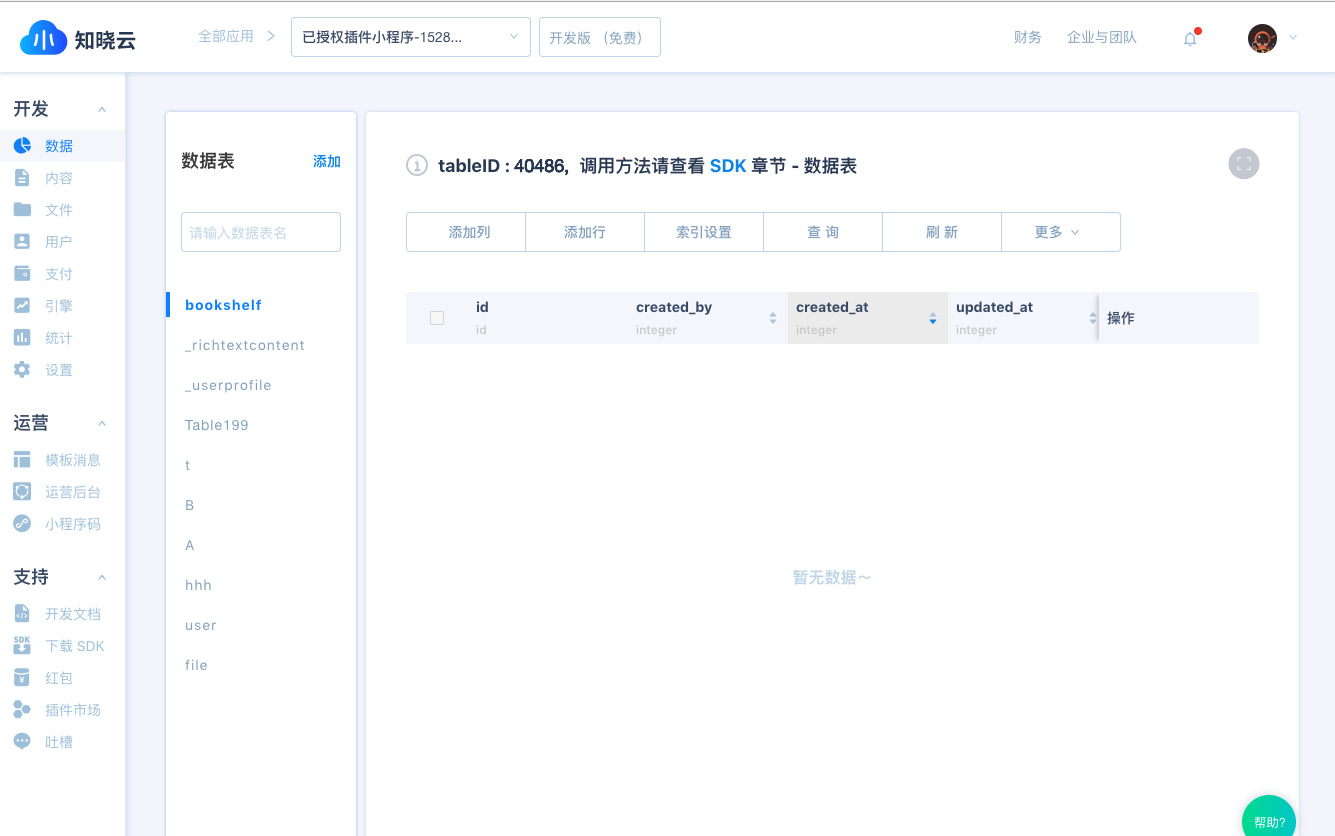 小 知晓云
全部应用 已授权插件小程序-1528... 开发版 （免费） 财务 企业与团队
开发
数据
内容
文件
用户
支付
引擎
统计
设置
运营
模板消息
运营后台
小程序码
支持
开发文档
SDK 下载 SDK
红包
插件市场
吐槽
数据表 添加
请输入数据表名
bookshelf
_richtextcontent
_userprofile
Table199
t
B
A
hhh
user
file
tableID : 40486, 调用方法请查看 SDK 章节 - 数据表
添加列 添加行 索引设置 查 询 刷 新 更多
id created_by created_at updated_at 操作
id integer integer integer
暂无数据～
帮助?